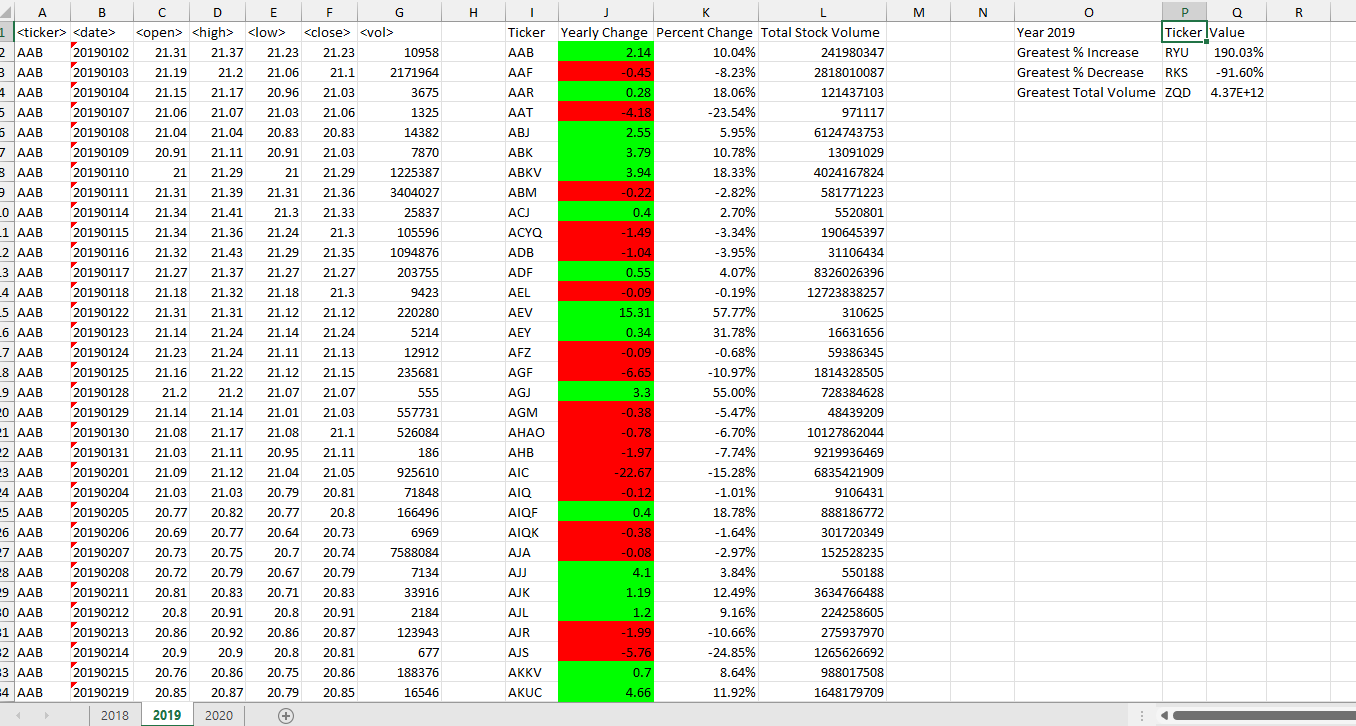 A B C D E F G H I J K L M N O P Q R
1 <ticker> <date> <open> <high> <low> <close> <vol> Ticker Yearly Change Percent Change Total Stock Volume Year 2019 Ticker Value
2 AAB 20190102 21.31 21.37 21.23 21.23 10958 AAB 2.14 10.04% 241980347 Greatest % Increase RYU 190.03%
3 AAB 20190103 21.19 21.2 21.06 21.1 2171964 AAF -0.45 -8.23% 2818010087 Greatest % Decrease RKS -91.60%
4 AAB 20190104 21.15 21.17 20.96 21.03 3675 AAR 0.28 18.06% 121437103 Greatest Total Volume ZQD 4.37E+12
5 AAB 20190107 21.06 21.07 21.03 21.06 1325 AAT -4.18 -23.54% 971117
6 AAB 20190108 21.04 21.04 20.83 20.83 14382 ABJ 2.55 5.95% 6124743753
7 AAB 20190109 20.91 21.11 20.91 21.03 7870 ABK 3.79 10.78% 13091029
8 AAB 20190110 21 21.29 21 21.29 1225387 ABKV 3.94 18.33% 4024167824
9 AAB 20190111 21.31 21.39 21.31 21.36 3404027 ABM -0.22 -2.82% 581771223
.0 AAB 20190114 21.34 21.41 21.3 21.33 25837 ACJ 0.4 2.70% 5520801
.1 AAB 20190115 21.34 21.36 21.24 21.3 105596 ACYQ -1.49 -3.34% 190645397
.2 AAB 20190116 21.32 21.43 21.29 21.35 1094876 ADB -1.04 -3.95% 31106434
.3 AAB 20190117 21.27 21.37 21.27 21.27 203755 ADF 0.55 4.07% 8326026396
.4 AAB 20190118 21.18 21.32 21.18 21.3 9423 AEL -0.09 -0.19% 12723838257
.5 AAB 20190122 21.31 21.31 21.12 21.12 220280 AEV 15.31 57.77% 310625
.6 AAB 20190123 21.14 21.24 21.14 21.24 5214 AEY 0.34 31.78% 16631656
.7 AAB 20190124 21.23 21.24 21.11 21.13 12912 AFZ -0.09 -0.68% 59386345
.8 AAB 20190125 21.16 21.22 21.12 21.15 235681 AGF -6.65 -10.97% 1814328505
.9 AAB 20190128 21.2 21.2 21.07 21.07 555 AGJ 3.3 55.00% 728384628
20 AAB 20190129 21.14 21.14 21.01 21.03 557731 AGM -0.38 -5.47% 48439209
21 AAB 20190130 21.08 21.17 21.08 21.1 526084 AHAO -0.78 -6.70% 10127862044
22 AAB 20190131 21.03 21.11 20.95 21.11 186 AHB -1.97 -7.74% 9219936469
23 AAB 20190201 21.09 21.12 21.04 21.05 925610 AIC -22.67 -15.28% 6835421909
24 AAB 20190204 21.03 21.03 20.79 20.81 71848 AIQ -0.12 -1.01% 9106431
25 AAB 20190205 20.77 20.82 20.77 20.8 166496 AIQF 0.4 18.78% 888186772
26 AAB 20190206 20.69 20.77 20.64 20.73 6969 AIQK -0.38 -1.64% 301720349
27 AAB 20190207 20.73 20.75 20.7 20.74 7588084 AJA -0.08 -2.97% 152528235
28 AAB 20190208 20.72 20.79 20.67 20.79 7134 AJJ 4.1 3.84% 550188
29 AAB 20190211 20.81 20.83 20.71 20.83 33916 AJK 1.19 12.49% 3634766488
30 AAB 20190212 20.8 20.91 20.8 20.91 2184 AJL 1.2 9.16% 224258605
31 AAB 20190213 20.86 20.92 20.86 20.87 123943 AJR -1.99 -10.66% 275937970
32 AAB 20190214 20.9 20.9 20.8 20.81 677 AJS -5.76 -24.85% 1265626692
33 AAB 20190215 20.76 20.86 20.75 20.86 188376 AKKV 0.7 8.64% 988017508
34 AAB 20190219 20.85 20.87 20.79 20.85 16546 AKUC 4.66 11.92% 1648179709
2018 2019 2020